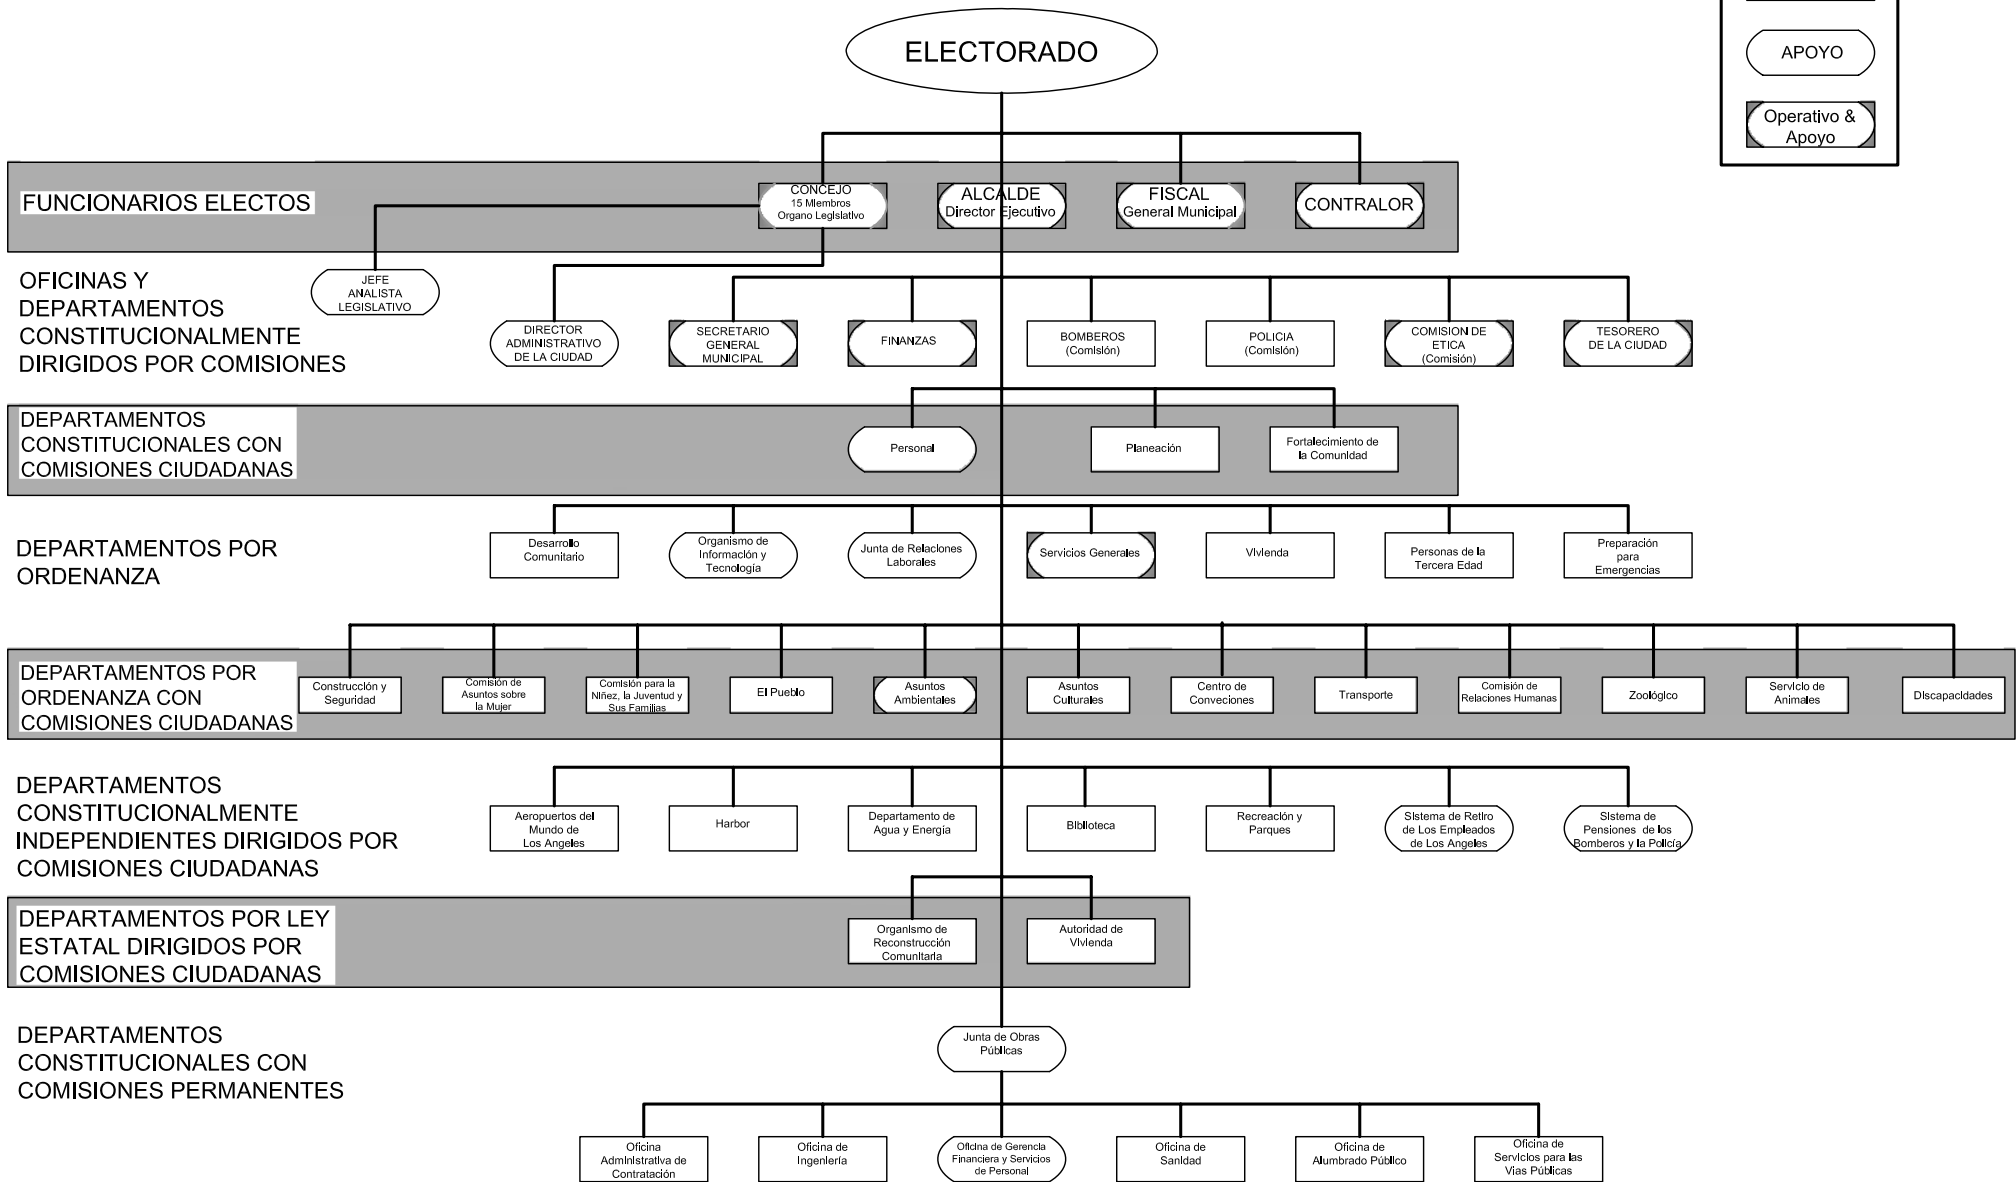 ELECTORADO
APOYO
Operativo &
Apoyo
FUNCIONARIOS ELECTOS
CONCEJO
15 Miembros
Organo Legislativo
ALCALDE
Director Ejecutivo
FISCAL
General Municipal
CONTRALOR
OFICINAS Y
DEPARTAMENTOS
CONSTITUCIONALMENTE
DIRIGIDOS POR COMISIONES
JEFE
ANALISTA
LEGISLATIVO
DIRECTOR
ADMINISTRATIVO
DE LA CIUDAD
SECRETARIO
GENERAL
MUNICIPAL
FINANZAS
BOMBEROS
(Comisión)
POLICIA
(Comisión)
COMISION DE
ETICA
(Comisión)
TESORERO
DE LA CIUDAD
DEPARTAMENTOS
CONSTITUCIONALES CON
COMISIONES CIUDADANAS
Personal
Planeación
Fortalecimiento de
la Comunidad
DEPARTAMENTOS POR
ORDENANZA
Desarrollo
Comunitario
Organismo de
Información y
Tecnología
Junta de Relaciones
Laborales
Servicios Generales
Vivienda
Personas de la
Tercera Edad
Preparación
para
Emergencias
DEPARTAMENTOS POR
ORDENANZA CON
COMISIONES CIUDADANAS
Construcción y
Seguridad
Comisión de
Asuntos sobre
la Mujer
Comisión para la
Niñez, la Juventud y
Sus Familias
El Pueblo
Asuntos
Ambientales
Asuntos
Culturales
Centro de
Conveciones
Transporte
Comisión de
Relaciones Humanas
Zoológico
Servicio de
Animales
Discapacidades
DEPARTAMENTOS
CONSTITUCIONALMENTE
INDEPENDIENTES DIRIGIDOS POR
COMISIONES CIUDADANAS
Aeropuertos del
Mundo de
Los Angeles
Harbor
Departamento de
Agua y Energía
Biblioteca
Recreación y
Parques
Sistema de Retiro
de Los Empleados
de Los Angeles
Sistema de
Pensiones de los
Bomberos y la Policía
DEPARTAMENTOS POR LEY
ESTATAL DIRIGIDOS POR
COMISIONES CIUDADANAS
Organismo de
Reconstrucción
Comunitaria
Autoridad de
Vivienda
DEPARTAMENTOS
CONSTITUCIONALES CON
COMISIONES PERMANENTES
Junta de Obras
Públicas
Oficina
Administrativa de
Contratación
Oficina de
Ingeniería
Oficina de Gerencia
Financiera y Servicios
de Personal
Oficina de
Sanidad
Oficina de
Alumbrado Público
Oficina de
Servicios para las
Vias Públicas